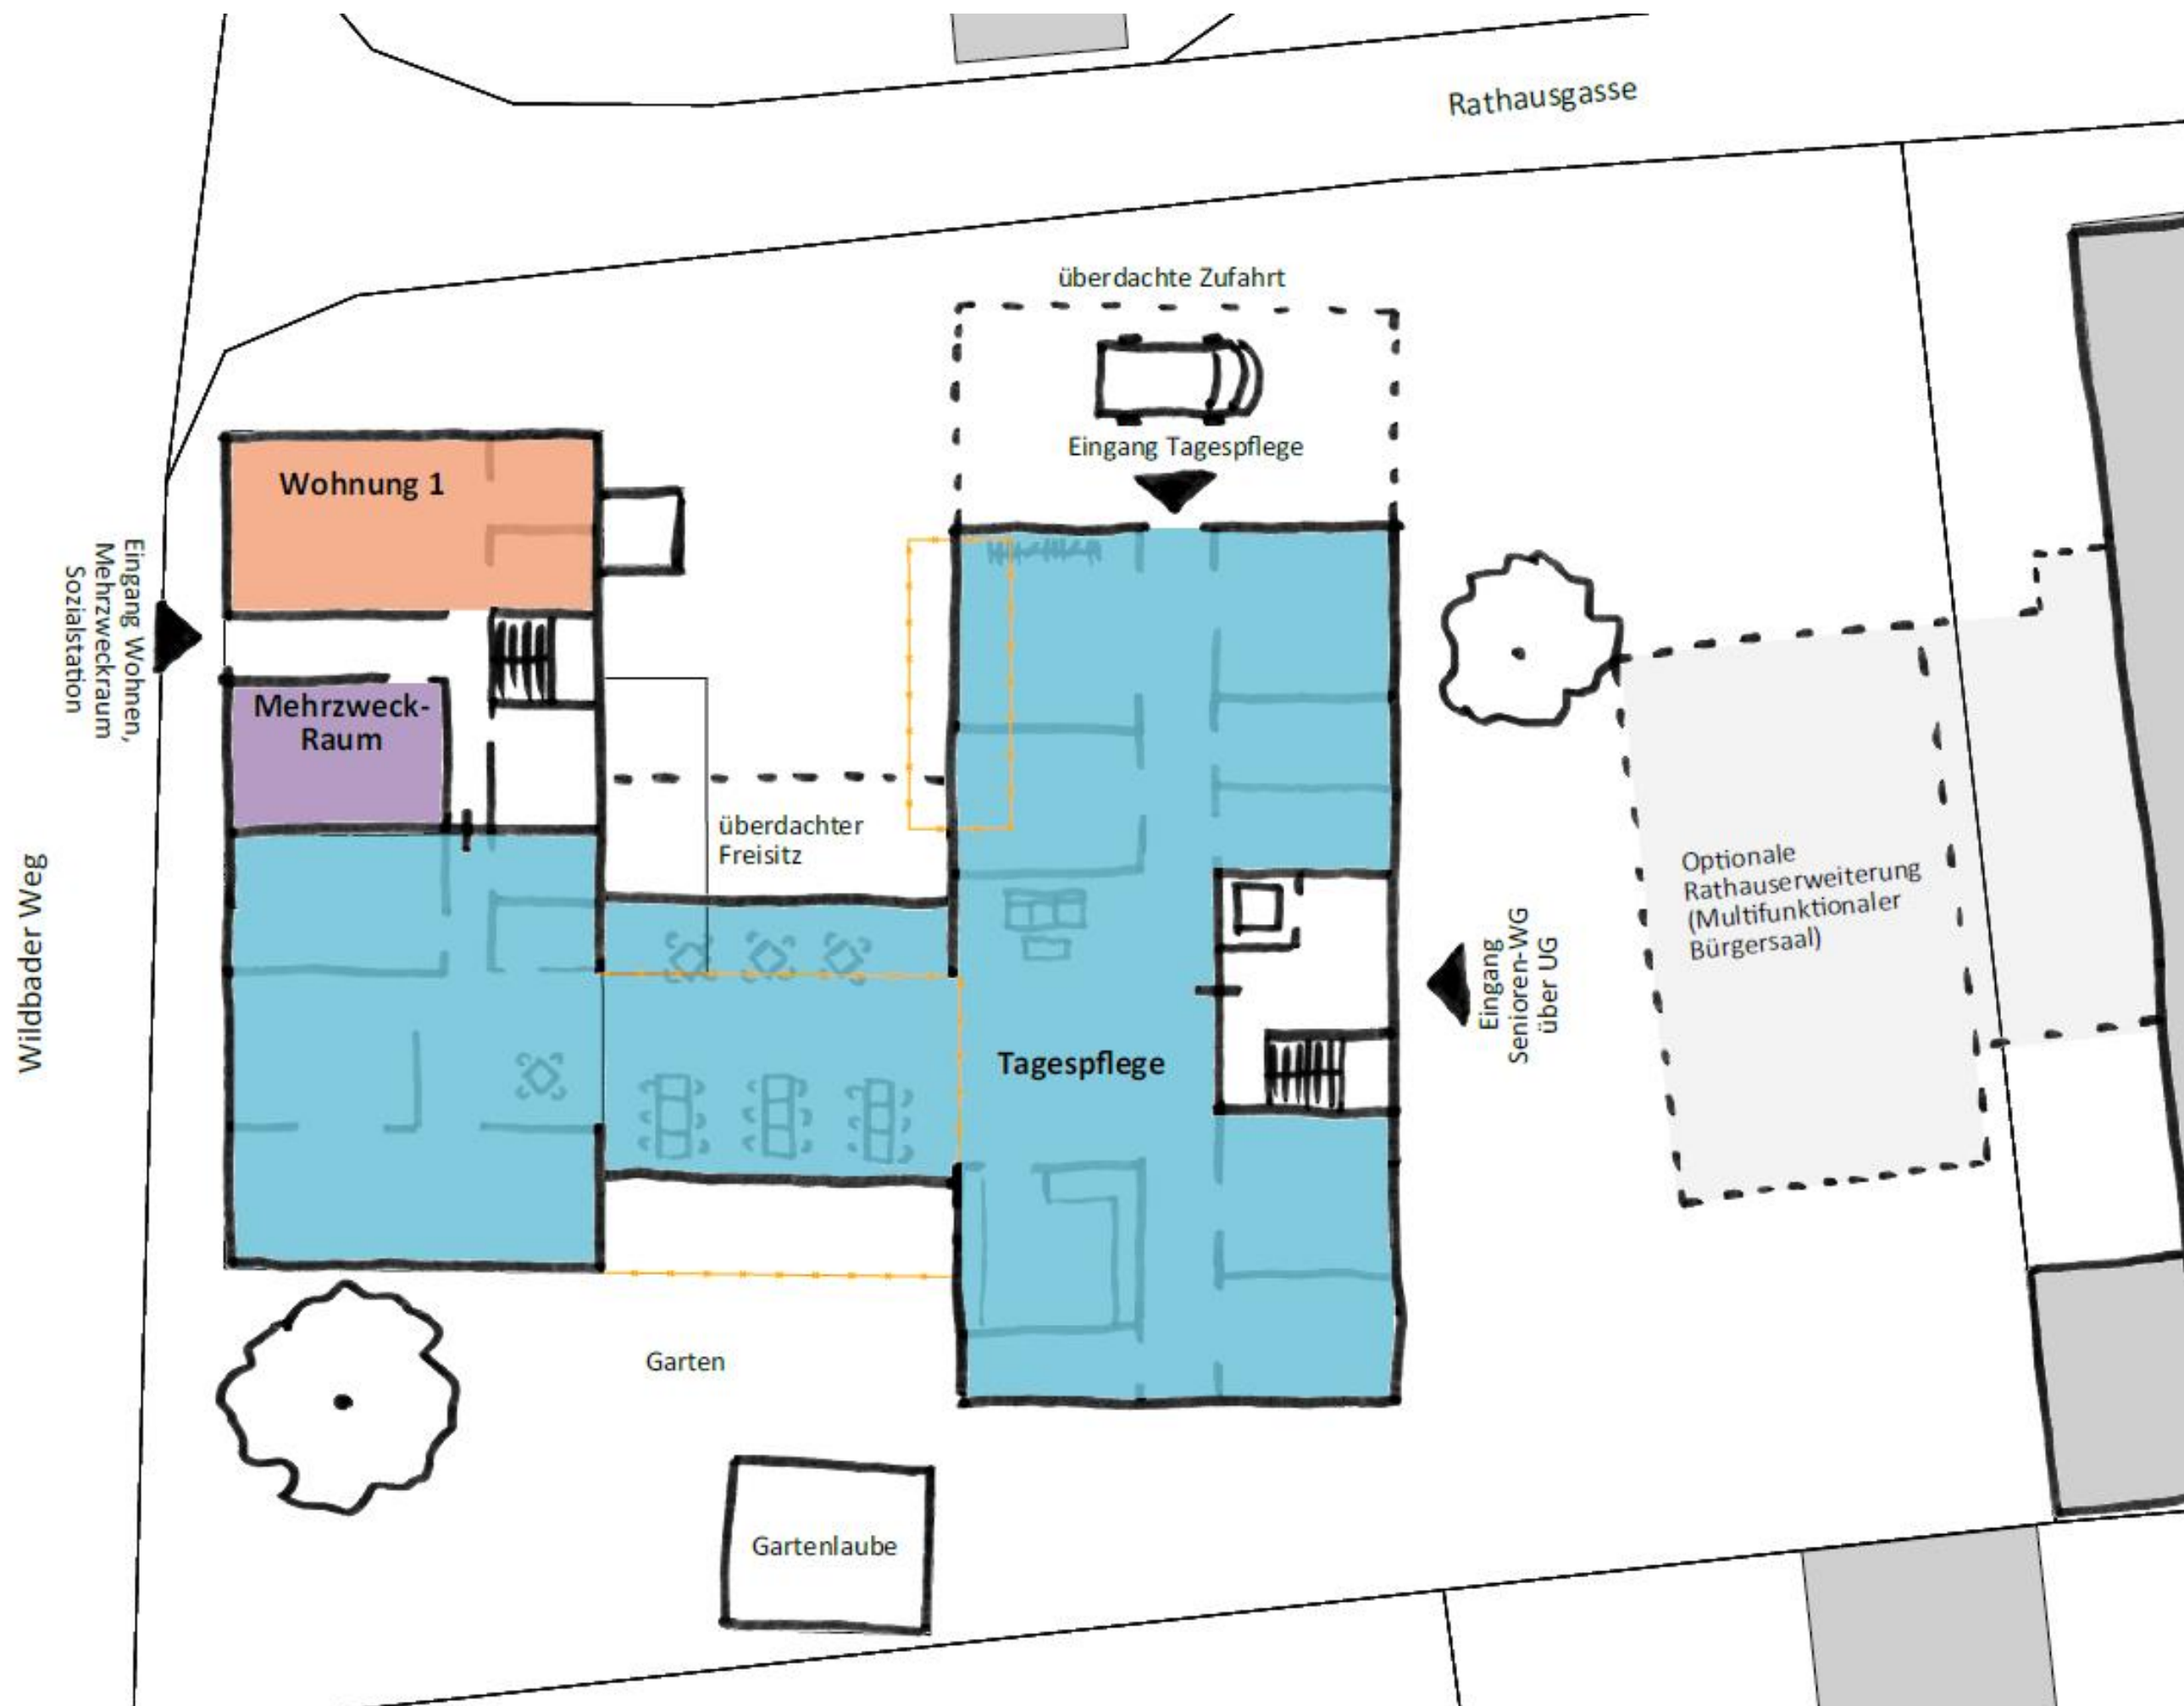 Rathausgasse
überdachte Zufahrt
Eingang Tagespflege
Wohnung 1
Eingang Wohnen,
Mehrzweckraum
Sozialstation
Mehrzweck-
Raum
überdachter
Freisitz
Wildbader Weg
Optionale
Rathauserweiterung
(Multifunktionaler
Bürgersaal)
Eingang
Senioren-WG
über UG
Tagespflege
Garten
Gartenlaube